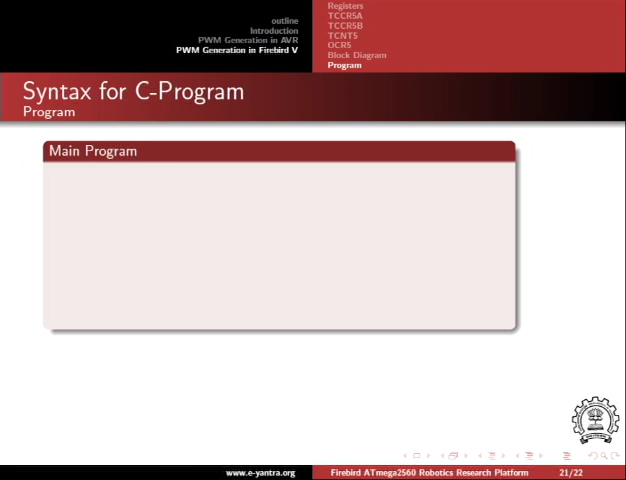 outline
Introduction
PWM Generation in AVR
PWM Generation in Firebird V
Registers
TCCR5A
TCCR5B
TCNT5
OCR5
Block Diagram
Program
Syntax for C-Program
Program
Main Program
www.e-yantra.org
Firebird ATmega2560 Robotics Research Platform
21/22